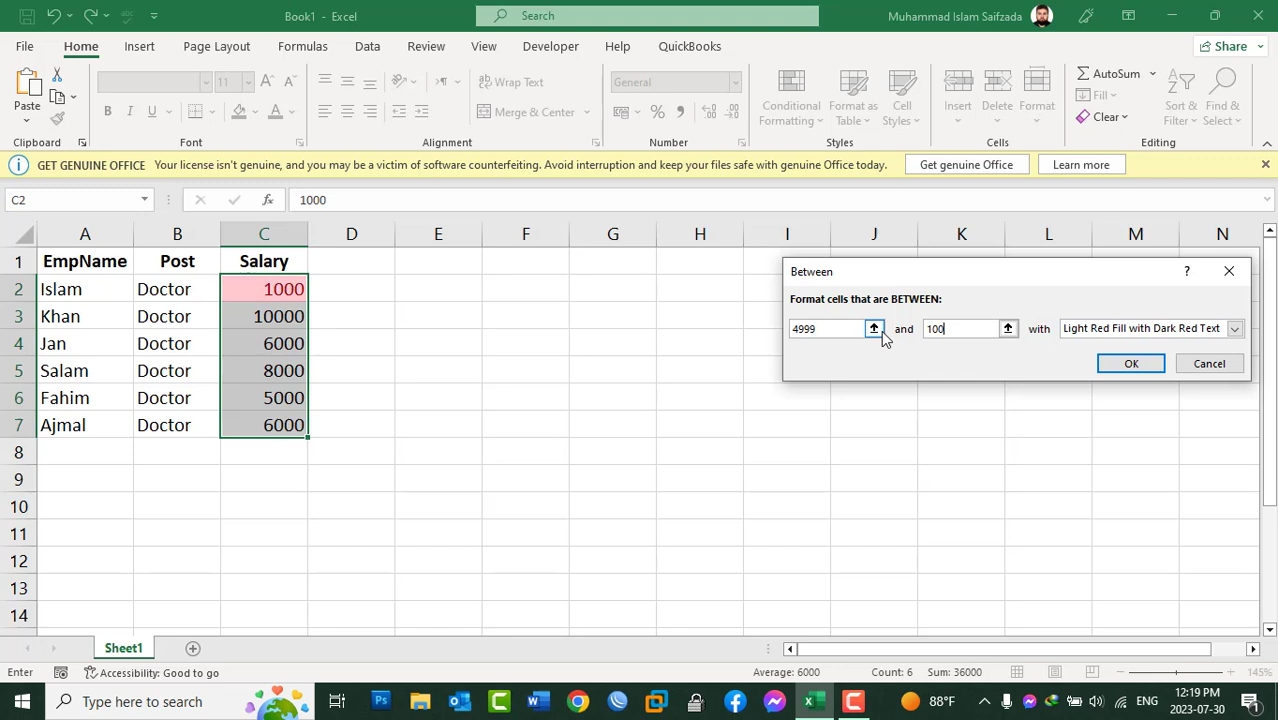 Book1 - Excel
Search
Muhammad Islam Saifzada
File Home Insert Page Layout Formulas Data Review View Developer Help QuickBooks Share
Paste
Clipboard
11
B I U A
Font
Wrap Text
Merge & Center
Alignment
General
Number
Conditional Formatting
Format as Table
Cell Styles
Styles
Insert
Delete
Format
Cells
AutoSum
Fill
Clear
Sort & Filter
Find & Select
Editing
GET GENUINE OFFICE Your license isn't genuine, and you may be a victim of software counterfeiting. Avoid interruption and keep your files safe with genuine Office today. Get genuine Office Learn more
C2 fx 1000
A B C D E F G H I J K L M N
1 EmpName Post Salary
2 Islam Doctor 1000
3 Khan Doctor 10000
4 Jan Doctor 6000
5 Salam Doctor 8000
6 Fahim Doctor 5000
7 Ajmal Doctor 6000
8
9
10
11
12
13
14
Between
Format cells that are BETWEEN:
4999 and 100 with Light Red Fill with Dark Red Text
OK Cancel
Sheet1
Enter Accessibility: Good to go Average: 6000 Count: 6 Sum: 36000 145%
Type here to search 88°F ENG 12:19 PM
2023-07-30